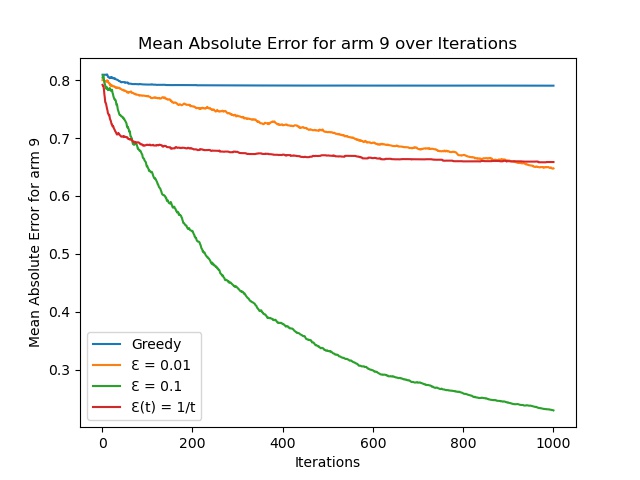 Mean Absolute Error for arm 9 over Iterations
Mean Absolute Error for arm 9
0.8
0.7
0.6
0.5
0.4
0.3
Greedy
Ɛ = 0.01
Ɛ = 0.1
Ɛ(t) = 1/t
0 200 400 600 800 1000
Iterations